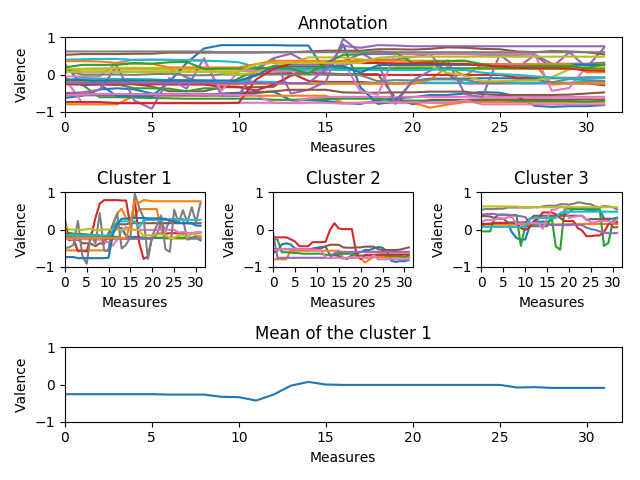 Annotation
1
0
−1
Valence
0 5 10 15 20 25 30
Measures
Cluster 1 Cluster 2 Cluster 3
1 1 1
0 0 0
−1 −1 −1
Valence Valence Valence
0 5 10 15 20 25 30 0 5 10 15 20 25 30 0 5 10 15 20 25 30
Measures Measures Measures
Mean of the cluster 1
1
0
−1
Valence
0 5 10 15 20 25 30
Measures